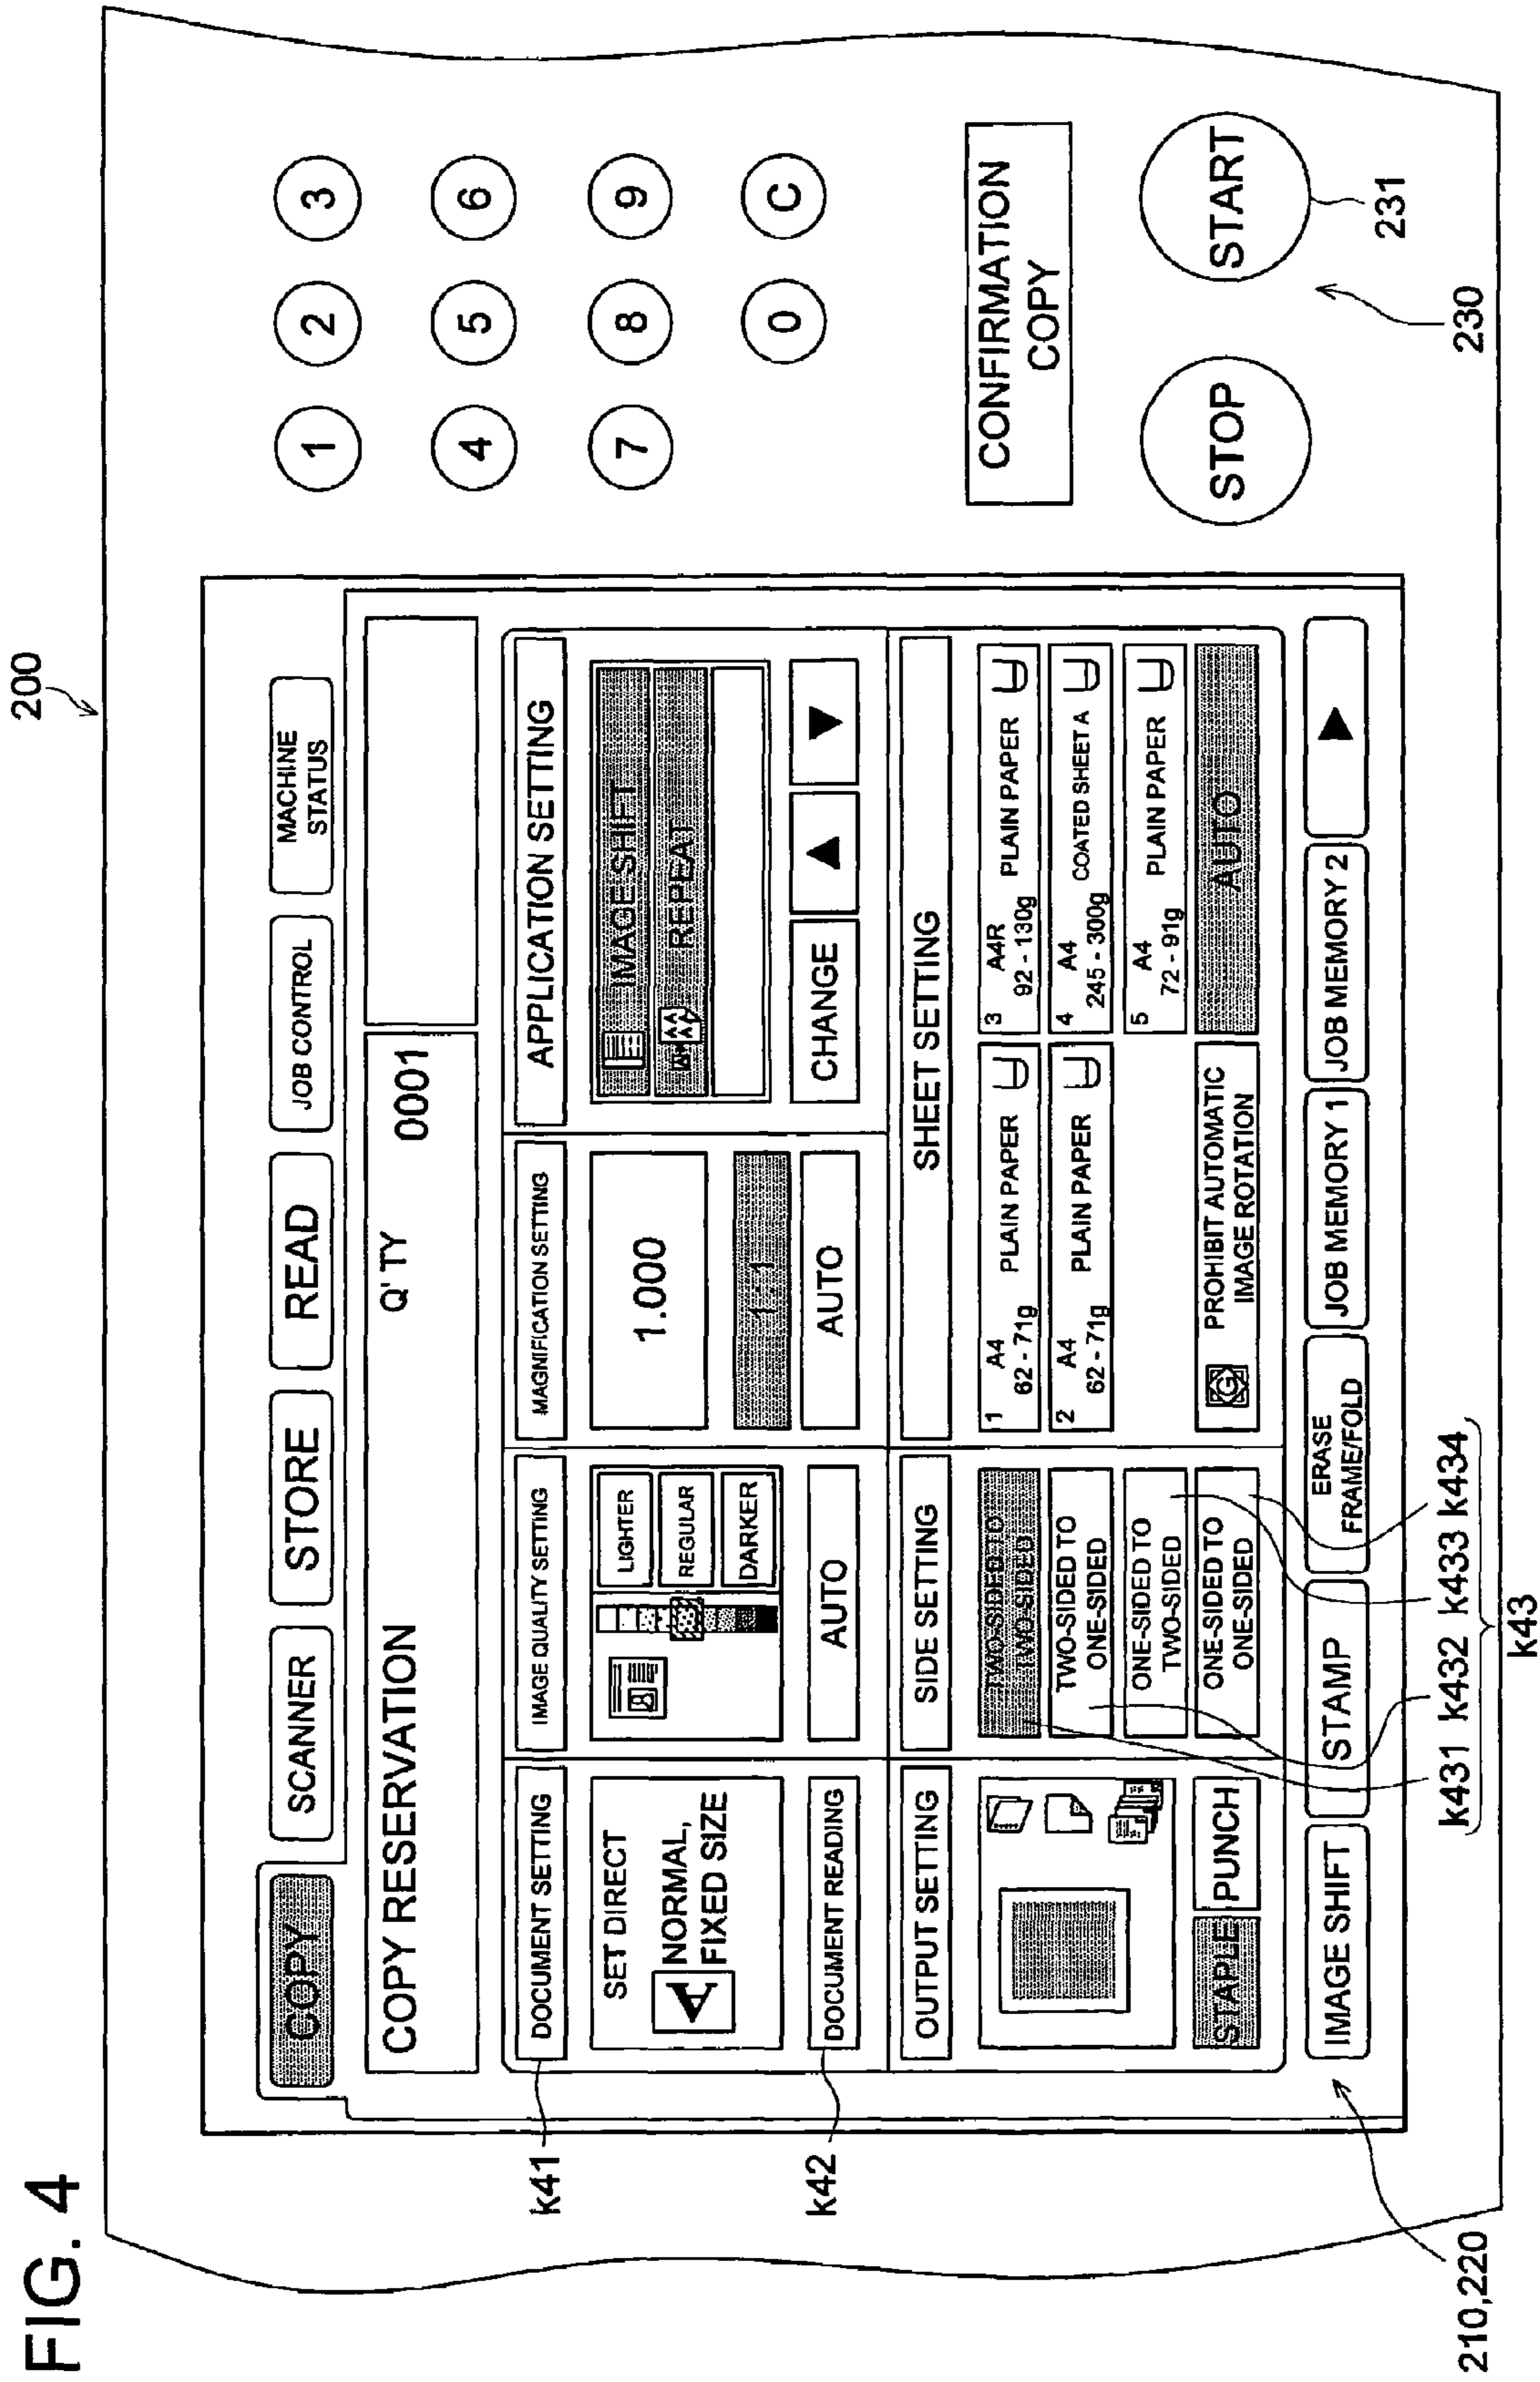 FIG. 4
200
COPY
SCANNER
STORE
READ
JOB CONTROL
MACHINE
STATUS
COPY RESERVATION
Q'TY
0001
k41
DOCUMENT SETTING
SET DIRECT
A
NORMAL,
FIXED SIZE
k42
DOCUMENT READING
IMAGE QUALITY SETTING
LIGHTER
REGULAR
DARKER
AUTO
MAGNIFICATION SETTING
1.000
1 : 1
AUTO
APPLICATION SETTING
IMAGE SHIFT
REPEAT
CHANGE
▲
▼
OUTPUT SETTING
STAPLE
PUNCH
SIDE SETTING
TWO-SIDED TO
TWO-SIDED
TWO-SIDED TO
ONE-SIDED
ONE-SIDED TO
TWO-SIDED
ONE-SIDED TO
ONE-SIDED
SHEET SETTING
1 A4
62 - 71g PLAIN PAPER
2 A4
62 - 71g PLAIN PAPER
3 A4R
92 - 130g PLAIN PAPER
4 A4
245 - 300g COATED SHEET A
5 A4
72 - 91g PLAIN PAPER
PROHIBIT AUTOMATIC
IMAGE ROTATION
AUTO
IMAGE SHIFT
STAMP
ERASE
FRAME/FOLD
JOB MEMORY 1
JOB MEMORY 2
1 2 3
4 5 6
7 8 9
0 C
CONFIRMATION
COPY
STOP
START
231
230
210,220
k431 k432 k433 k434
k43